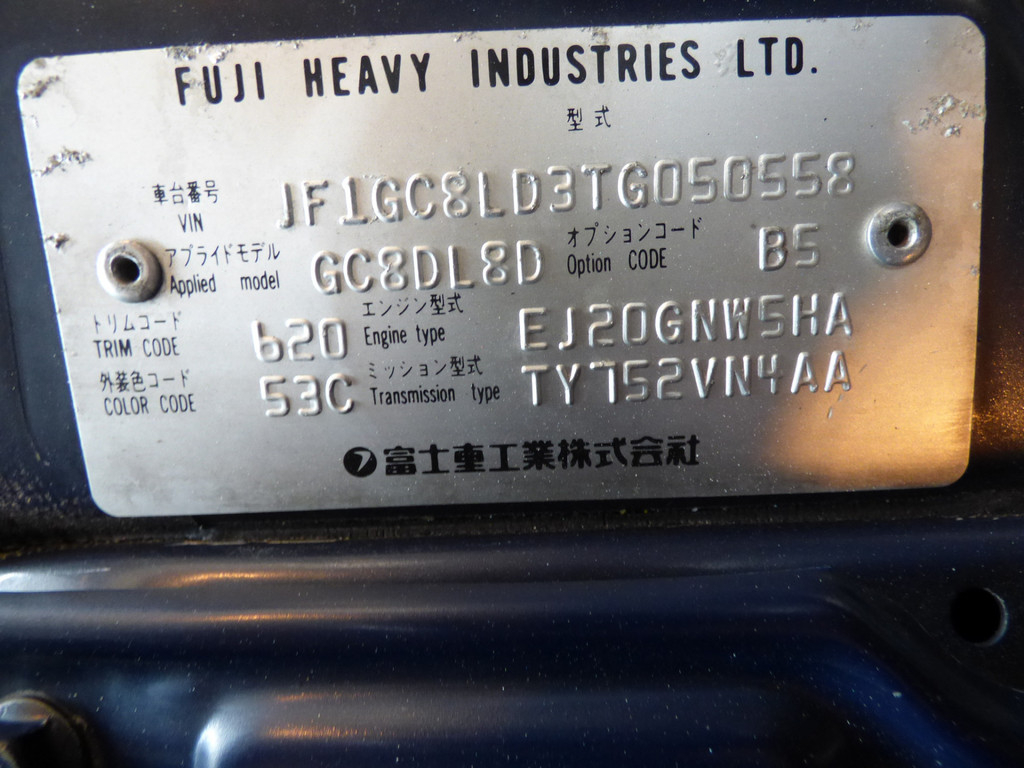 FUJI HEAVY INDUSTRIES LTD.
型式
車台番号 JF1GC8LD3TG050558
VIN
アプライドモデル GC8DL8D オプションコード B5
Applied model Option CODE
トリムコード 620 エンジン型式 EJ20GNW5HA
TRIM CODE Engine type
外装色コード 53C ミッション型式 TY752VN4AA
COLOR CODE Transmission type
フ富士重工業株式会社